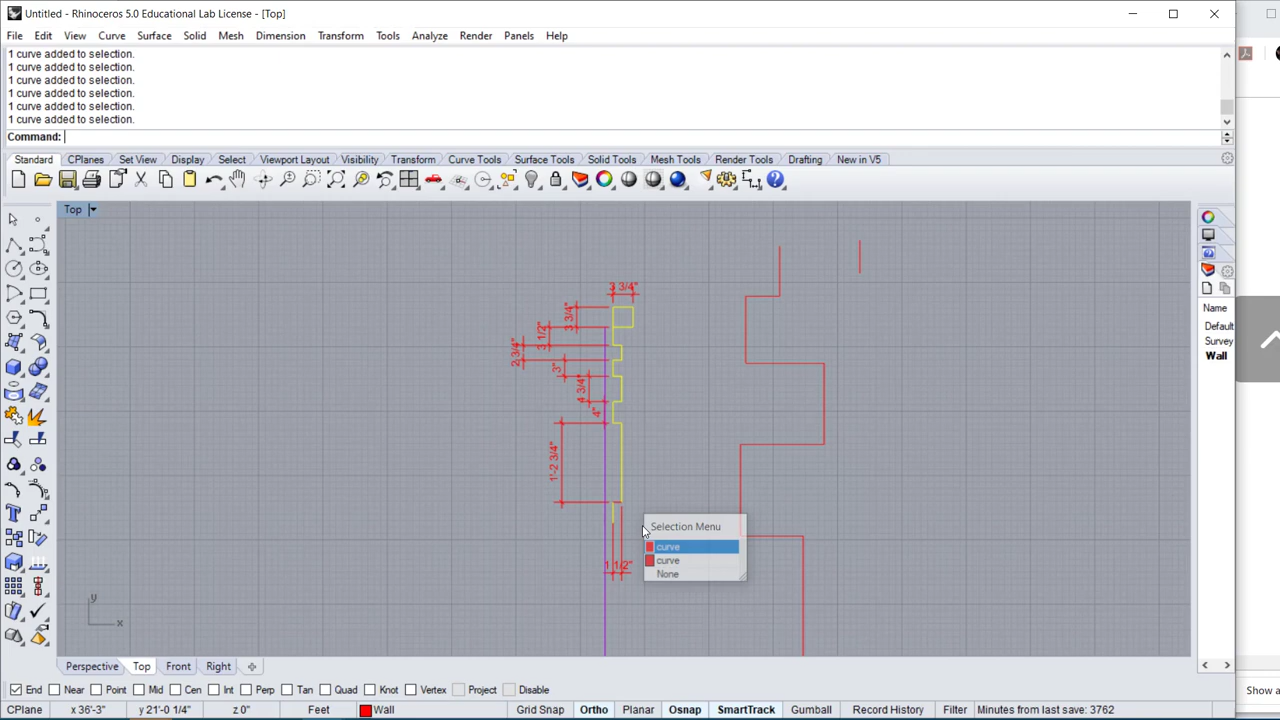 Untitled - Rhinoceros 5.0 Educational Lab License - [Top]
File Edit View Curve Surface Solid Mesh Dimension Transform Tools Analyze Render Panels Help
1 curve added to selection.
1 curve added to selection.
1 curve added to selection.
1 curve added to selection.
1 curve added to selection.
1 curve added to selection.
Command:
Standard CPlanes Set View Display Select Viewport Layout Visibility Transform Curve Tools Surface Tools Solid Tools Mesh Tools Render Tools Drafting New in V5
Top
3 3/4"
3 3/4"
3 1/2"
2 3/4"
3"
4 3/4"
4"
1'-2 3/4"
1 1/2"
Selection Menu
curve
curve
None
Name
Default
Survey
Wall
y
x
Perspective Top Front Right
End Near Point Mid Cen Int Perp Tan Quad Knot Vertex Project Disable
Show a
CPlane x 36'-3" y 21'-0 1/4" z 0" Feet Wall Grid Snap Ortho Planar Osnap SmartTrack Gumball Record History Filter Minutes since last save: 3762